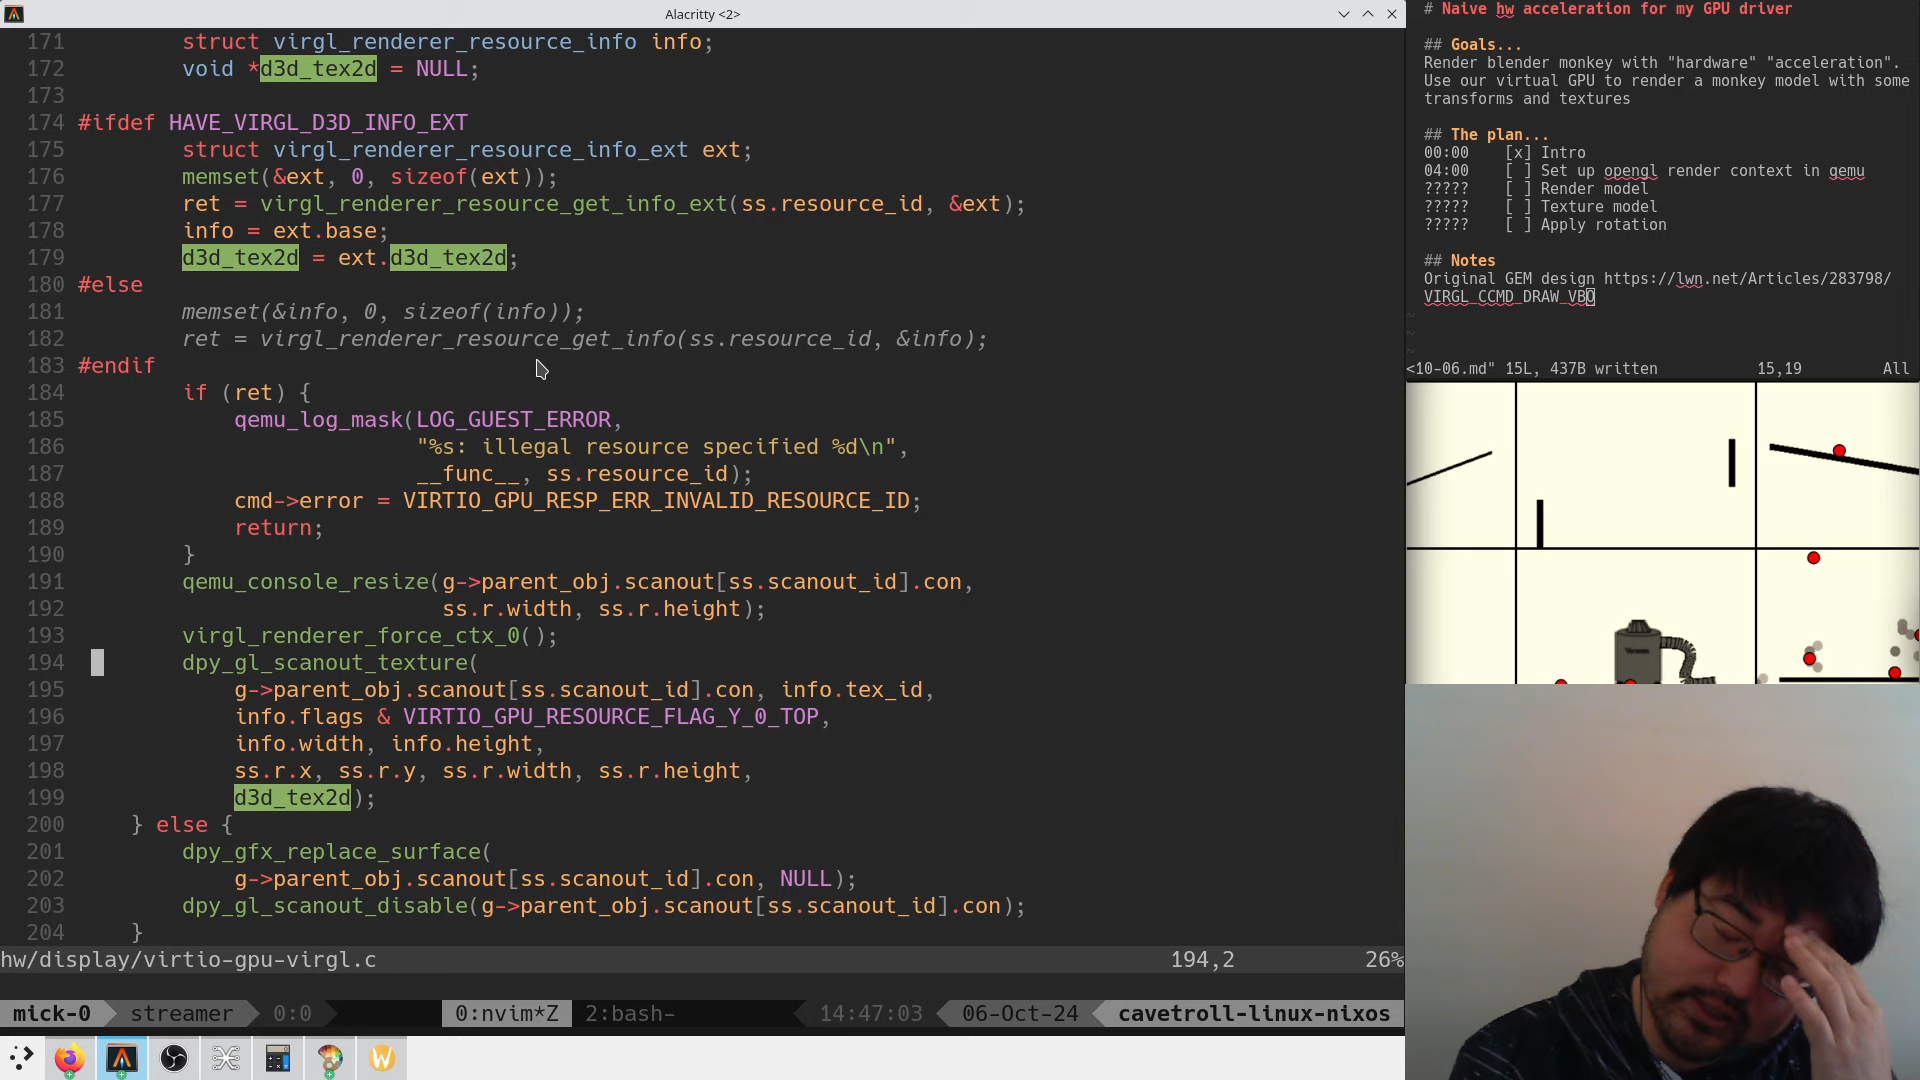 Alacritty <2>
171 struct virgl_renderer_resource_info info;
172 void *d3d_tex2d = NULL;
173
174 #ifdef HAVE_VIRGL_D3D_INFO_EXT
175 struct virgl_renderer_resource_info_ext ext;
176 memset(&ext, 0, sizeof(ext));
177 ret = virgl_renderer_resource_get_info_ext(ss.resource_id, &ext);
178 info = ext.base;
179 d3d_tex2d = ext.d3d_tex2d;
180 #else
181 memset(&info, 0, sizeof(info));
182 ret = virgl_renderer_resource_get_info(ss.resource_id, &info);
183 #endif
184 if (ret) {
185 qemu_log_mask(LOG_GUEST_ERROR,
186 "%s: illegal resource specified %d\n",
187 __func__, ss.resource_id);
188 cmd->error = VIRTIO_GPU_RESP_ERR_INVALID_RESOURCE_ID;
189 return;
190 }
191 qemu_console_resize(g->parent_obj.scanout[ss.scanout_id].con,
192 ss.r.width, ss.r.height);
193 virgl_renderer_force_ctx_0();
194 dpy_gl_scanout_texture(
195 g->parent_obj.scanout[ss.scanout_id].con, info.tex_id,
196 info.flags & VIRTIO_GPU_RESOURCE_FLAG_Y_0_TOP,
197 info.width, info.height,
198 ss.r.x, ss.r.y, ss.r.width, ss.r.height,
199 d3d_tex2d);
200 } else {
201 dpy_gfx_replace_surface(
202 g->parent_obj.scanout[ss.scanout_id].con, NULL);
203 dpy_gl_scanout_disable(g->parent_obj.scanout[ss.scanout_id].con);
204 }
hw/display/virtio-gpu-virgl.c 194,2 26%
mick-0 streamer 0:0 0:nvim*Z 2:bash- 14:47:03 06-Oct-24 cavetroll-linux-nixos
# Naive hw acceleration for my GPU driver
## Goals...
Render blender monkey with "hardware" "acceleration".
Use our virtual GPU to render a monkey model with some
transforms and textures
## The plan...
00:00 [x] Intro
04:00 [ ] Set up opengl render context in qemu
????? [ ] Render model
????? [ ] Texture model
????? [ ] Apply rotation
## Notes
Original GEM design https://lwn.net/Articles/283798/
VIRGL_CCMD_DRAW_VBO
~
~
~
<10-06.md" 15L, 437B written 15,19 All
Vacuum
W